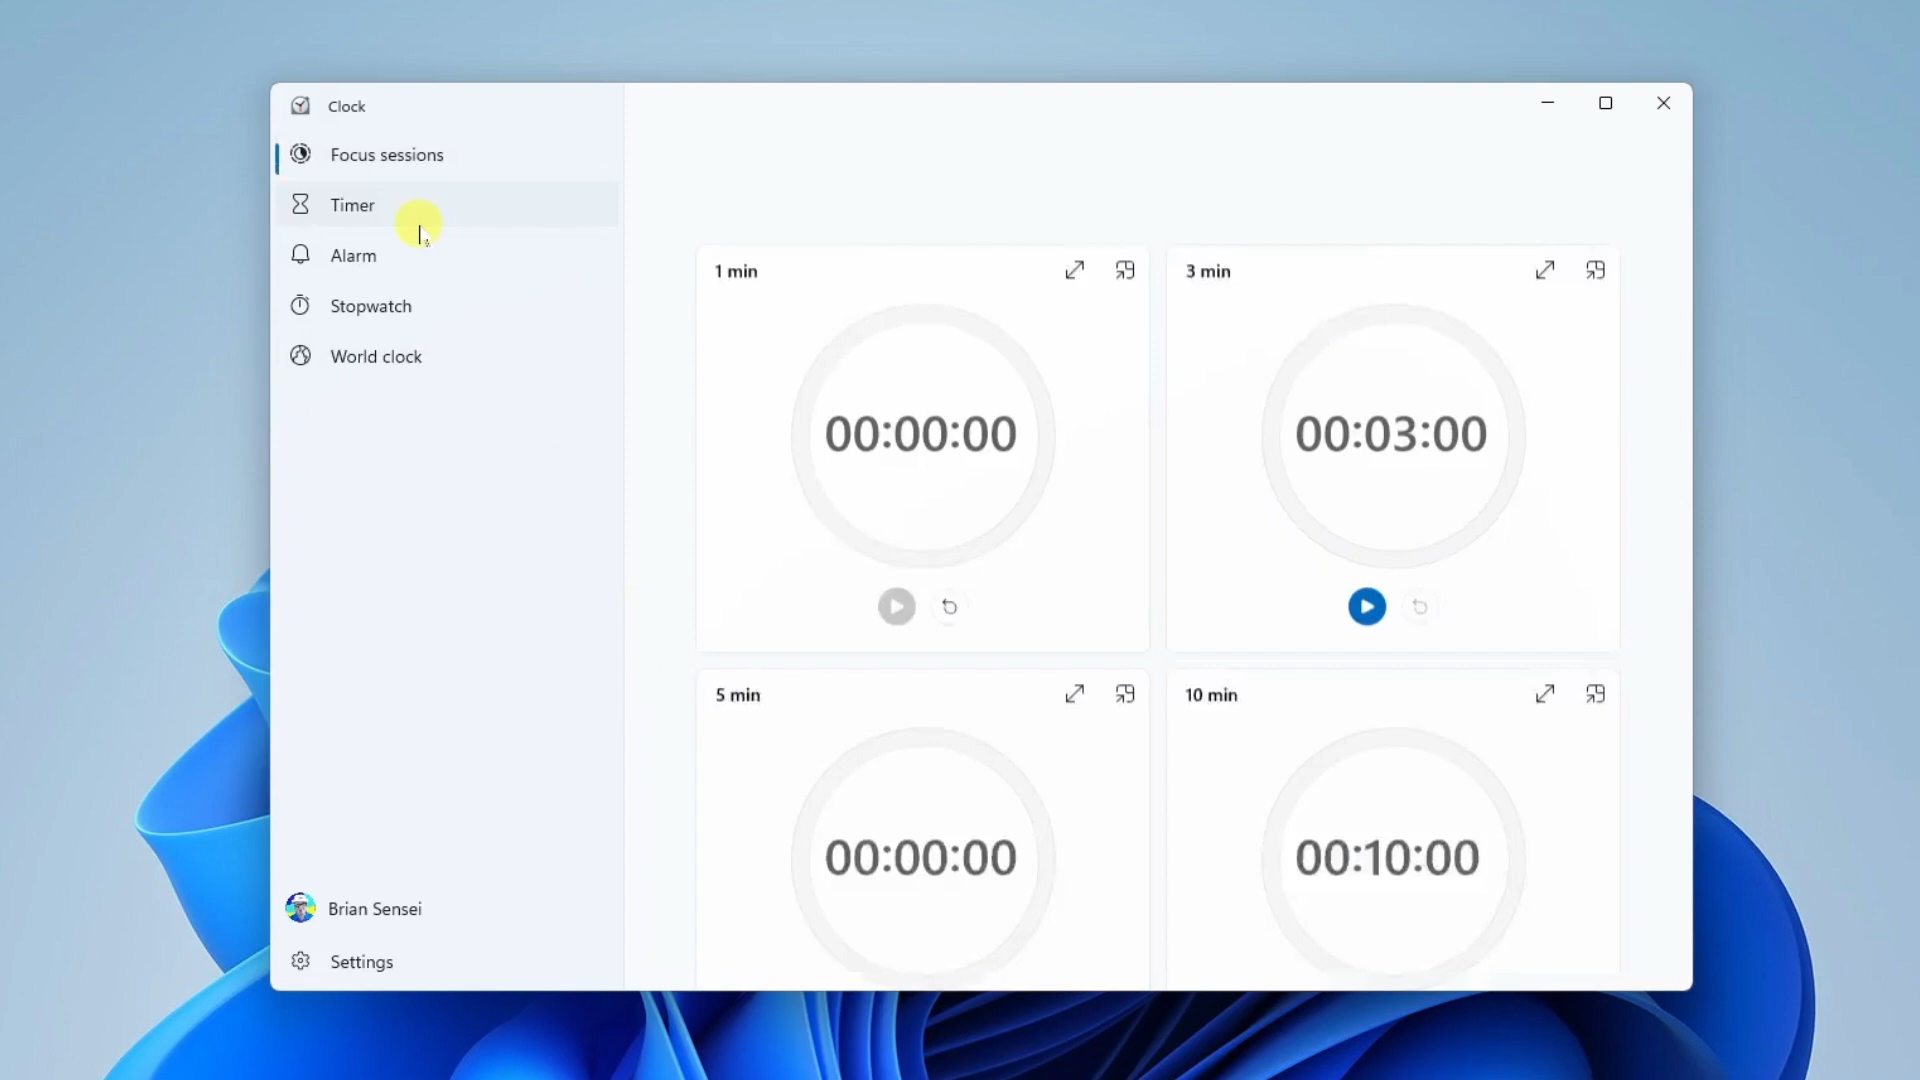 Clock
Focus sessions
Timer
Alarm
Stopwatch
World clock
Brian Sensei
Settings
1 min
00:00:00
3 min
00:03:00
5 min
00:00:00
10 min
00:10:00